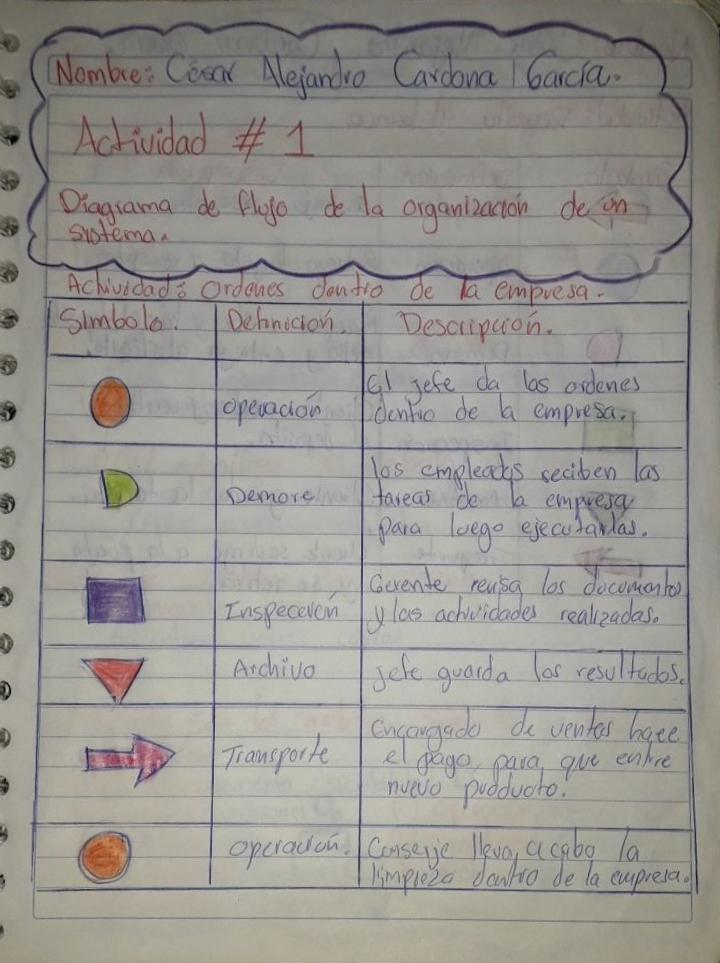 Nombre: César Alejandro Cardona García.
Actividad # 1
Diagrama de flujo de la organización de un
sistema.
Actividad: Ordenes dentro de la empresa.
Simbolo. Definición. Descripción.
Operación
El jefe da las ordenes
dentro de la empresa.
Demore
los empleados reciben las
tareas de la empresa
para luego ejecutarlas.
Inspección
Gerente revisa los documentos
y las actividades realizadas.
Archivo
jefe guarda los resultados.
Transporte
Encargado de ventas hace
el pago para que entre
nuevo producto.
Operación.
Conserje lleva a cabo la
limpieza dentro de la empresa.